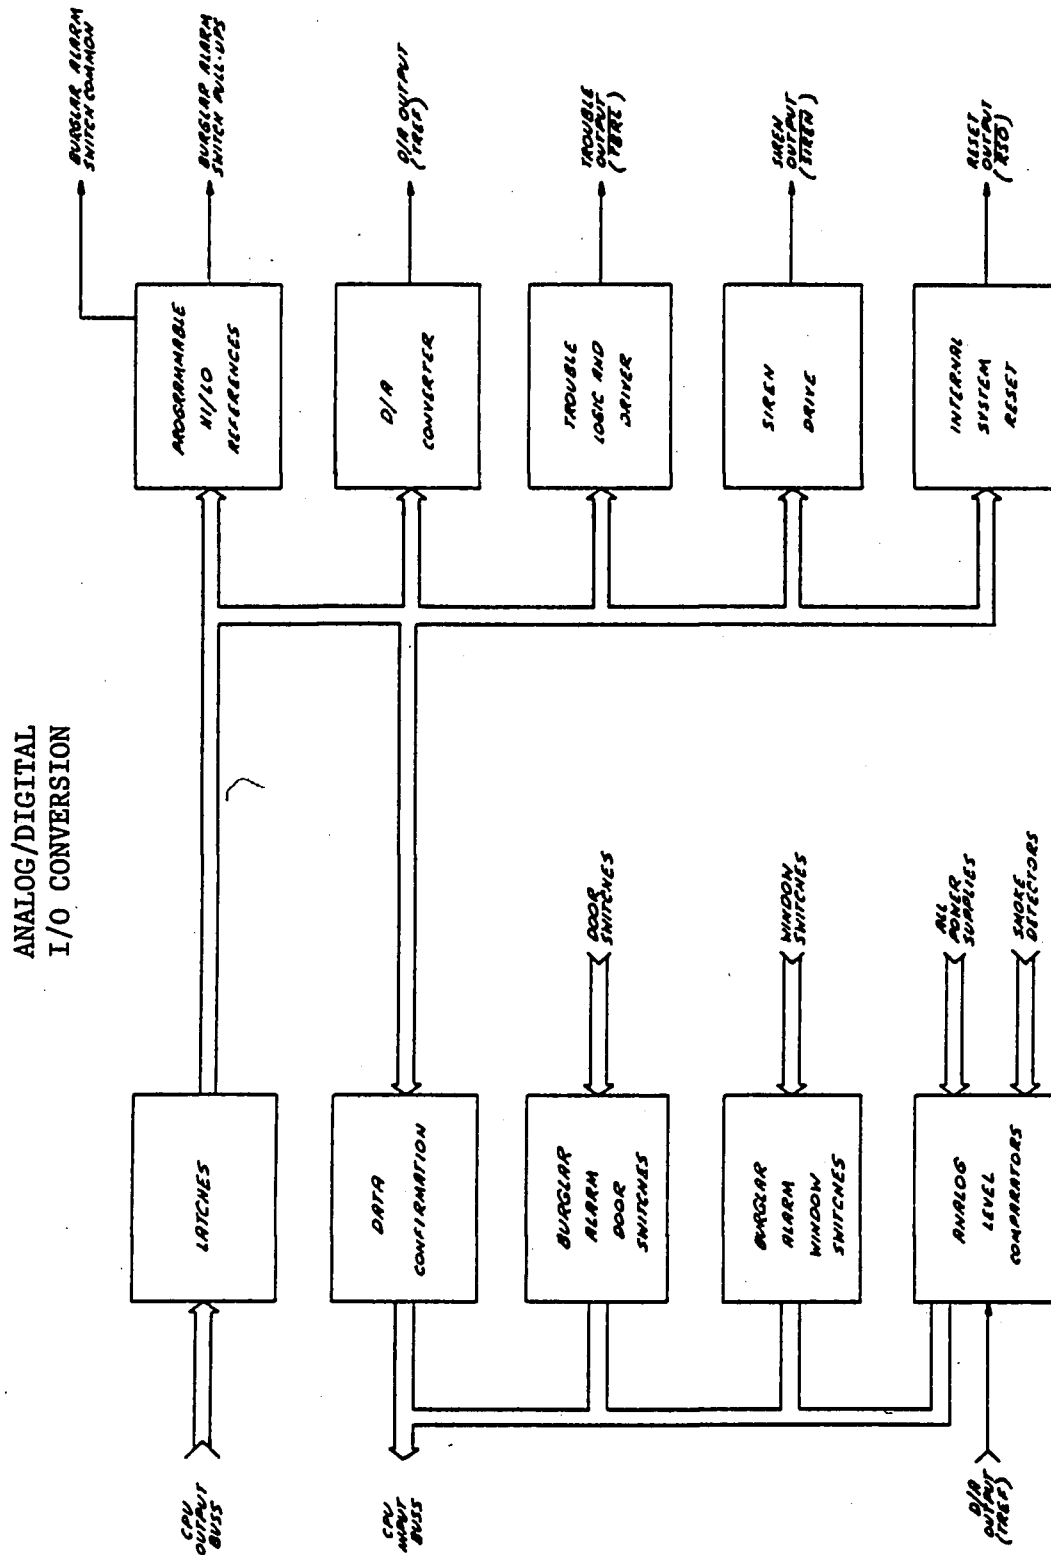 ANALOG/DIGITAL
I/O CONVERSION
CPU
OUTPUT
BUSS
LATCHES
PROGRAMMABLE
HI/LO
REFERENCES
BURGLAR ALARM
SWITCH COMMON
BURGLAR ALARM
SWITCH PULL-UPS
CPU
INPUT
BUSS
DATA
CONFIRMATION
D/A
CONVERTER
D/A OUTPUT
(TREF)
BURGLAR
ALARM
DOOR
SWITCHES
DOOR
SWITCHES
TROUBLE
LOGIC AND
DRIVER
TROUBLE
OUTPUT
(TBRL)
BURGLAR
ALARM
WINDOW
SWITCHES
WINDOW
SWITCHES
SIREN
DRIVE
SIREN
OUTPUT
(SIREN)
D/A
OUTPUT
(TREF)
ANALOG
LEVEL
COMPARATORS
ALL
POWER
SUPPLIES
SMOKE
DETECTORS
INTERNAL
SYSTEM
RESET
RESET
OUTPUT
(RSO)